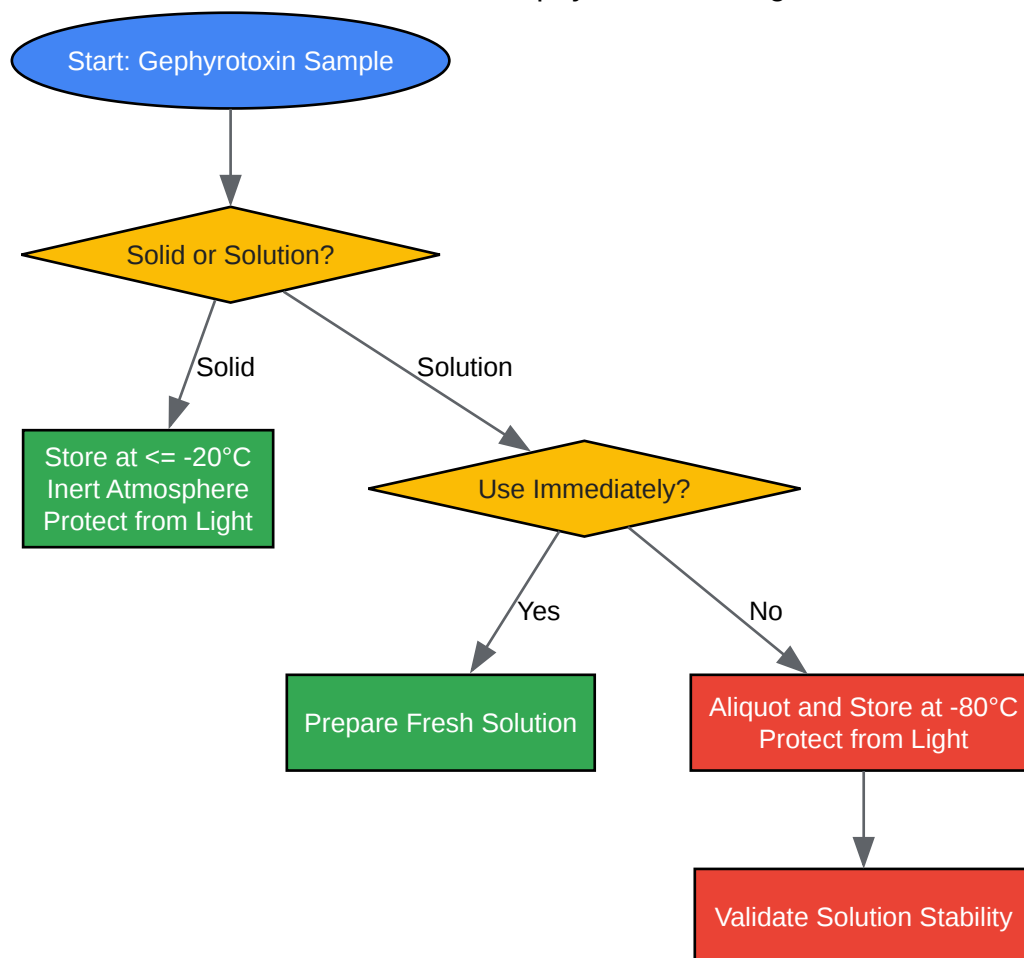 Start: Gephyrotoxin Sample
Solid or Solution?
Solid
Solution
Store at <= -20°C
Inert Atmosphere
Protect from Light
Use Immediately?
Yes
No
Prepare Fresh Solution
Aliquot and Store at -80°C
Protect from Light
Validate Solution Stability